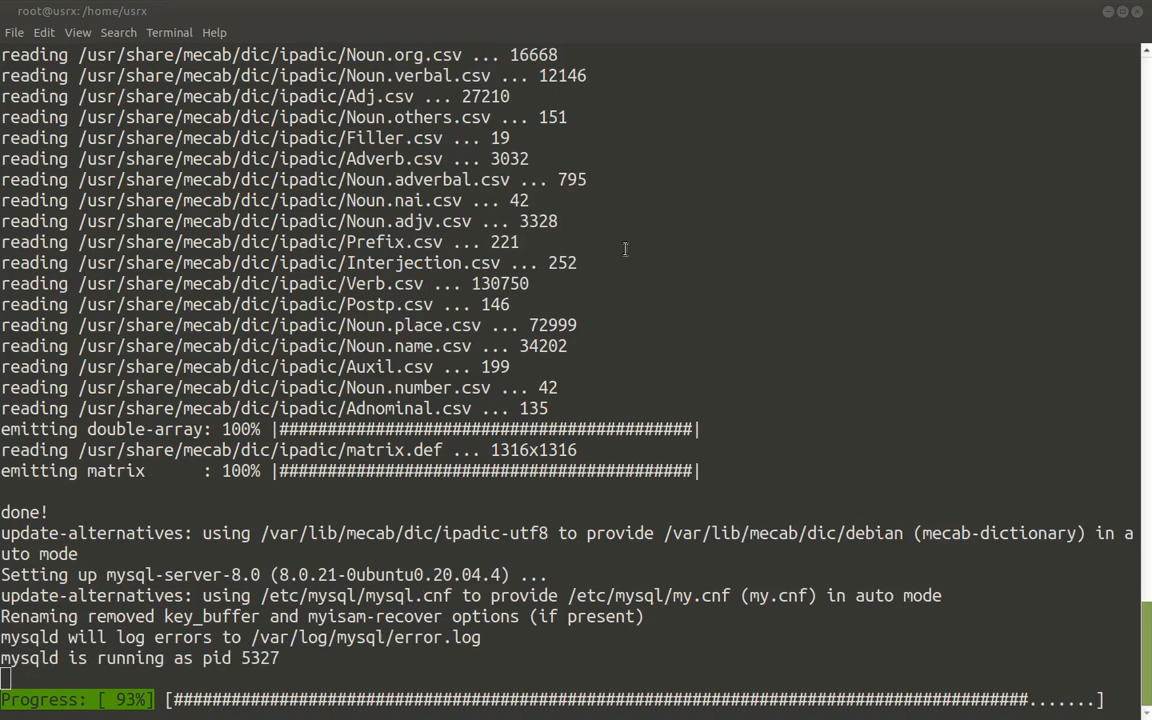 root@usrx: /home/usrx
File Edit View Search Terminal Help
reading /usr/share/mecab/dic/ipadic/Noun.org.csv ... 16668
reading /usr/share/mecab/dic/ipadic/Noun.verbal.csv ... 12146
reading /usr/share/mecab/dic/ipadic/Adj.csv ... 27210
reading /usr/share/mecab/dic/ipadic/Noun.others.csv ... 151
reading /usr/share/mecab/dic/ipadic/Filler.csv ... 19
reading /usr/share/mecab/dic/ipadic/Adverb.csv ... 3032
reading /usr/share/mecab/dic/ipadic/Noun.adverbal.csv ... 795
reading /usr/share/mecab/dic/ipadic/Noun.nai.csv ... 42
reading /usr/share/mecab/dic/ipadic/Noun.adjv.csv ... 3328
reading /usr/share/mecab/dic/ipadic/Prefix.csv ... 221
reading /usr/share/mecab/dic/ipadic/Interjection.csv ... 252
reading /usr/share/mecab/dic/ipadic/Verb.csv ... 130750
reading /usr/share/mecab/dic/ipadic/Postp.csv ... 146
reading /usr/share/mecab/dic/ipadic/Noun.place.csv ... 72999
reading /usr/share/mecab/dic/ipadic/Noun.name.csv ... 34202
reading /usr/share/mecab/dic/ipadic/Auxil.csv ... 199
reading /usr/share/mecab/dic/ipadic/Noun.number.csv ... 42
reading /usr/share/mecab/dic/ipadic/Adnominal.csv ... 135
emitting double-array: 100% |###########################################|
reading /usr/share/mecab/dic/ipadic/matrix.def ... 1316x1316
emitting matrix      : 100% |###########################################|
done!
update-alternatives: using /var/lib/mecab/dic/ipadic-utf8 to provide /var/lib/mecab/dic/debian (mecab-dictionary) in a
uto mode
Setting up mysql-server-8.0 (8.0.21-0ubuntu0.20.04.4) ...
update-alternatives: using /etc/mysql/mysql.cnf to provide /etc/mysql/my.cnf (my.cnf) in auto mode
Renaming removed key_buffer and myisam-recover options (if present)
mysqld will log errors to /var/log/mysql/error.log
mysqld is running as pid 5327
Progress: [ 93%] [#########################################################################################.......]